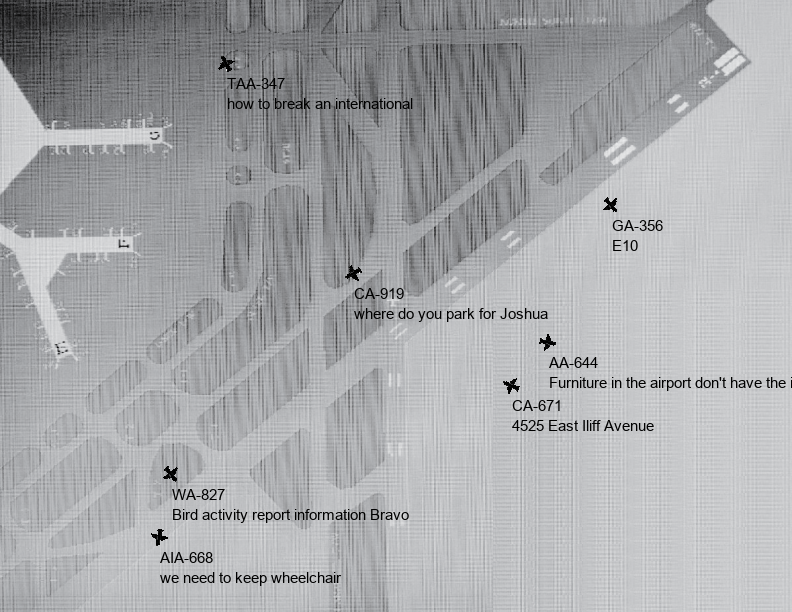 TAA-347
how to break an international
GA-356
E10
CA-919
where do you park for Joshua
AA-644
Furniture in the airport don't have the i
CA-671
4525 East Iliff Avenue
WA-827
Bird activity report information Bravo
AIA-668
we need to keep wheelchair